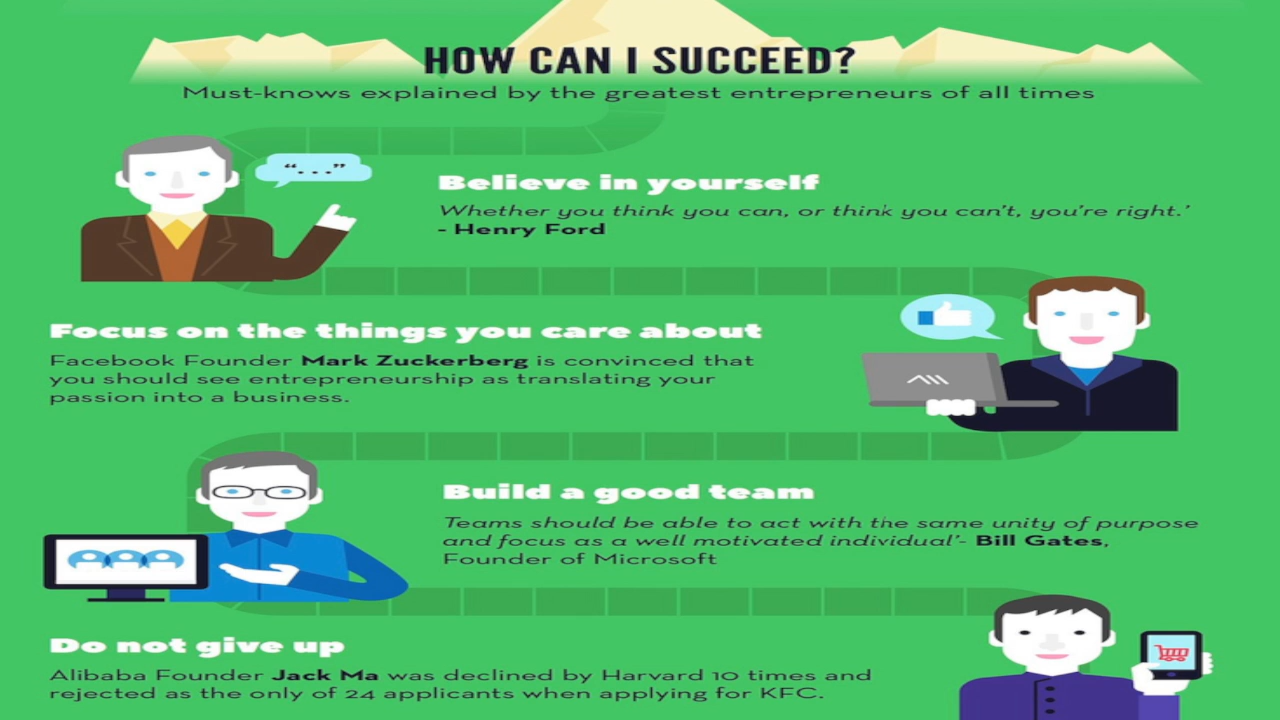 HOW CAN I SUCCEED?
Must-knows explained by the greatest entrepreneurs of all times
“...”
Believe in yourself
Whether you think you can, or think you can't, you're right.'
- Henry Ford
Focus on the things you care about
Facebook Founder Mark Zuckerberg is convinced that
you should see entrepreneurship as translating your
passion into a business.
Build a good team
Teams should be able to act with the same unity of purpose
and focus as a well motivated individual'- Bill Gates,
Founder of Microsoft
Do not give up
Alibaba Founder Jack Ma was declined by Harvard 10 times and
rejected as the only of 24 applicants when applying for KFC.